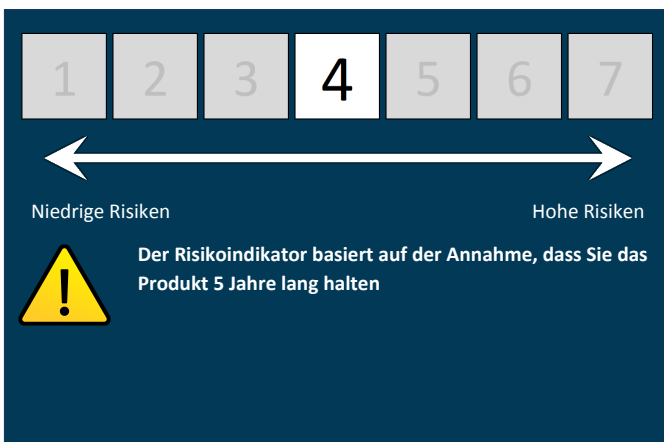 1 2 3 4 5 6 7
Niedrige Risiken Hohe Risiken
Der Risikoindikator basiert auf der Annahme, dass Sie das
Produkt 5 Jahre lang halten